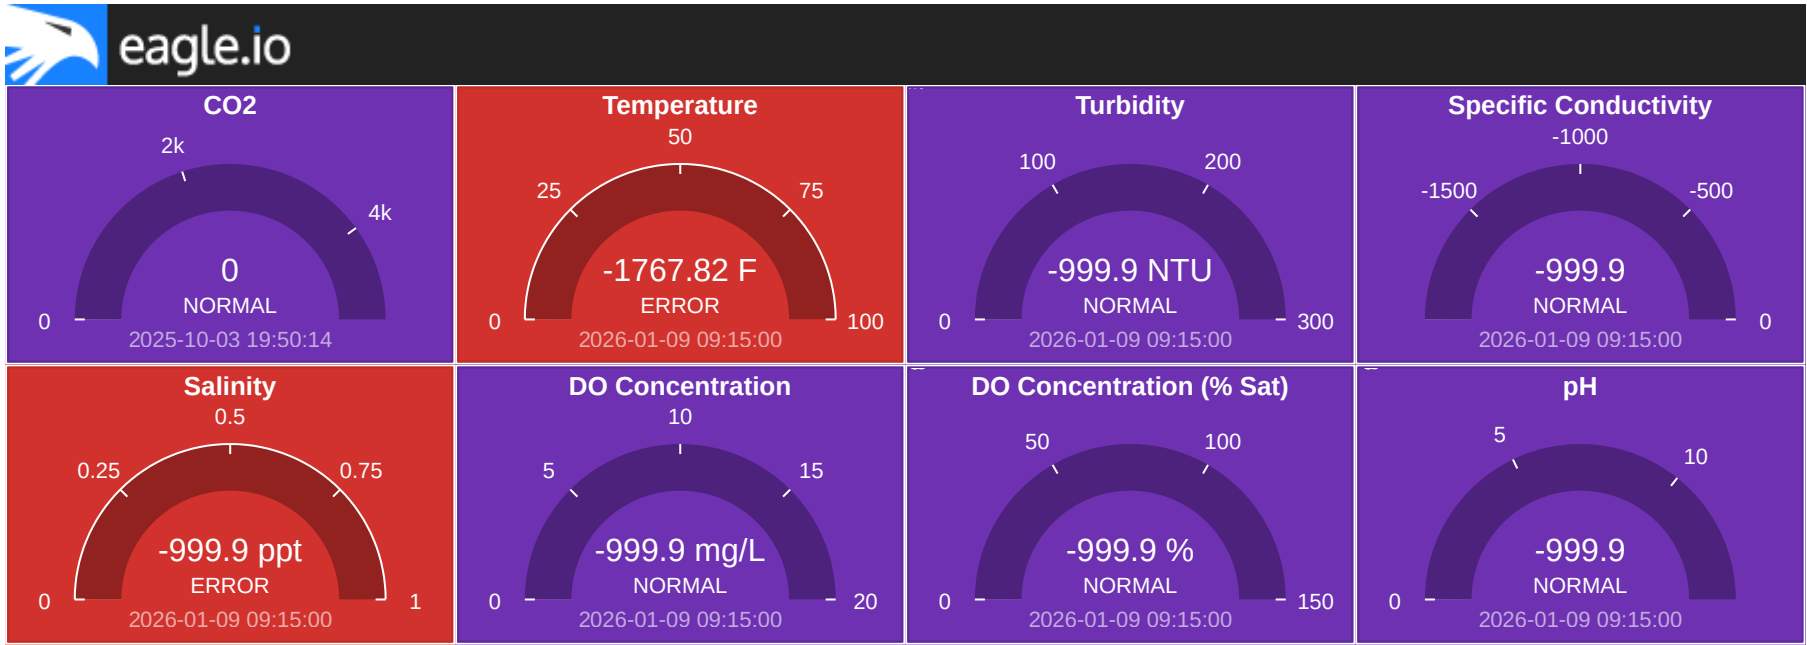 eagle.io
CO2
2k
4k
0
0
NORMAL
2025-10-03 19:50:14
Temperature
50
25
75
-1767.82 F
ERROR
0
100
2026-01-09 09:15:00
Turbidity
100
200
-999.9 NTU
NORMAL
0
300
2026-01-09 09:15:00
Specific Conductivity
-1000
-1500
-500
-999.9
NORMAL
0
2026-01-09 09:15:00
Salinity
0.5
0.25
0.75
-999.9 ppt
ERROR
0
1
2026-01-09 09:15:00
DO Concentration
10
5
15
-999.9 mg/L
NORMAL
0
20
2026-01-09 09:15:00
DO Concentration (% Sat)
50
100
-999.9 %
NORMAL
0
150
2026-01-09 09:15:00
pH
5
10
-999.9
NORMAL
0
2026-01-09 09:15:00